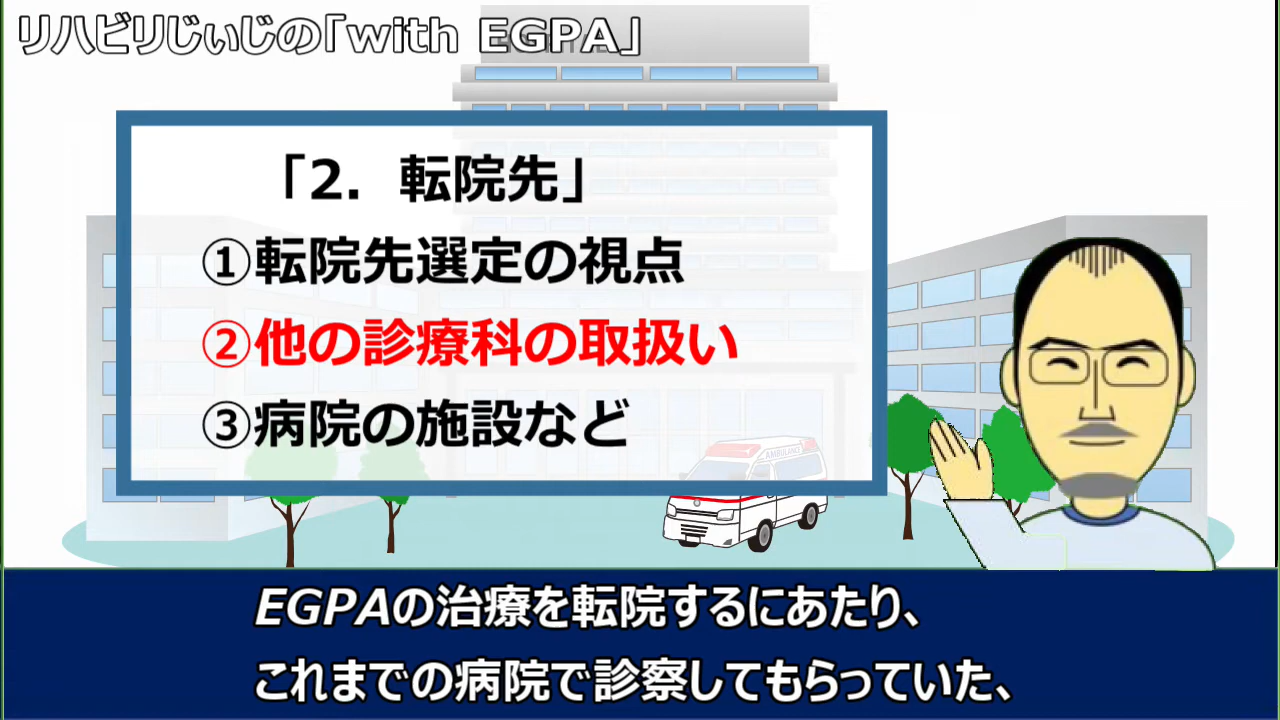 リハビリじぃじの「with EGPA」
「2. 転院先」
①転院先選定の視点
②他の診療科の取扱い
③病院の施設など
AMBULANCE
EGPAの治療を転院するにあたり、
これまでの病院で診察してもらっていた、